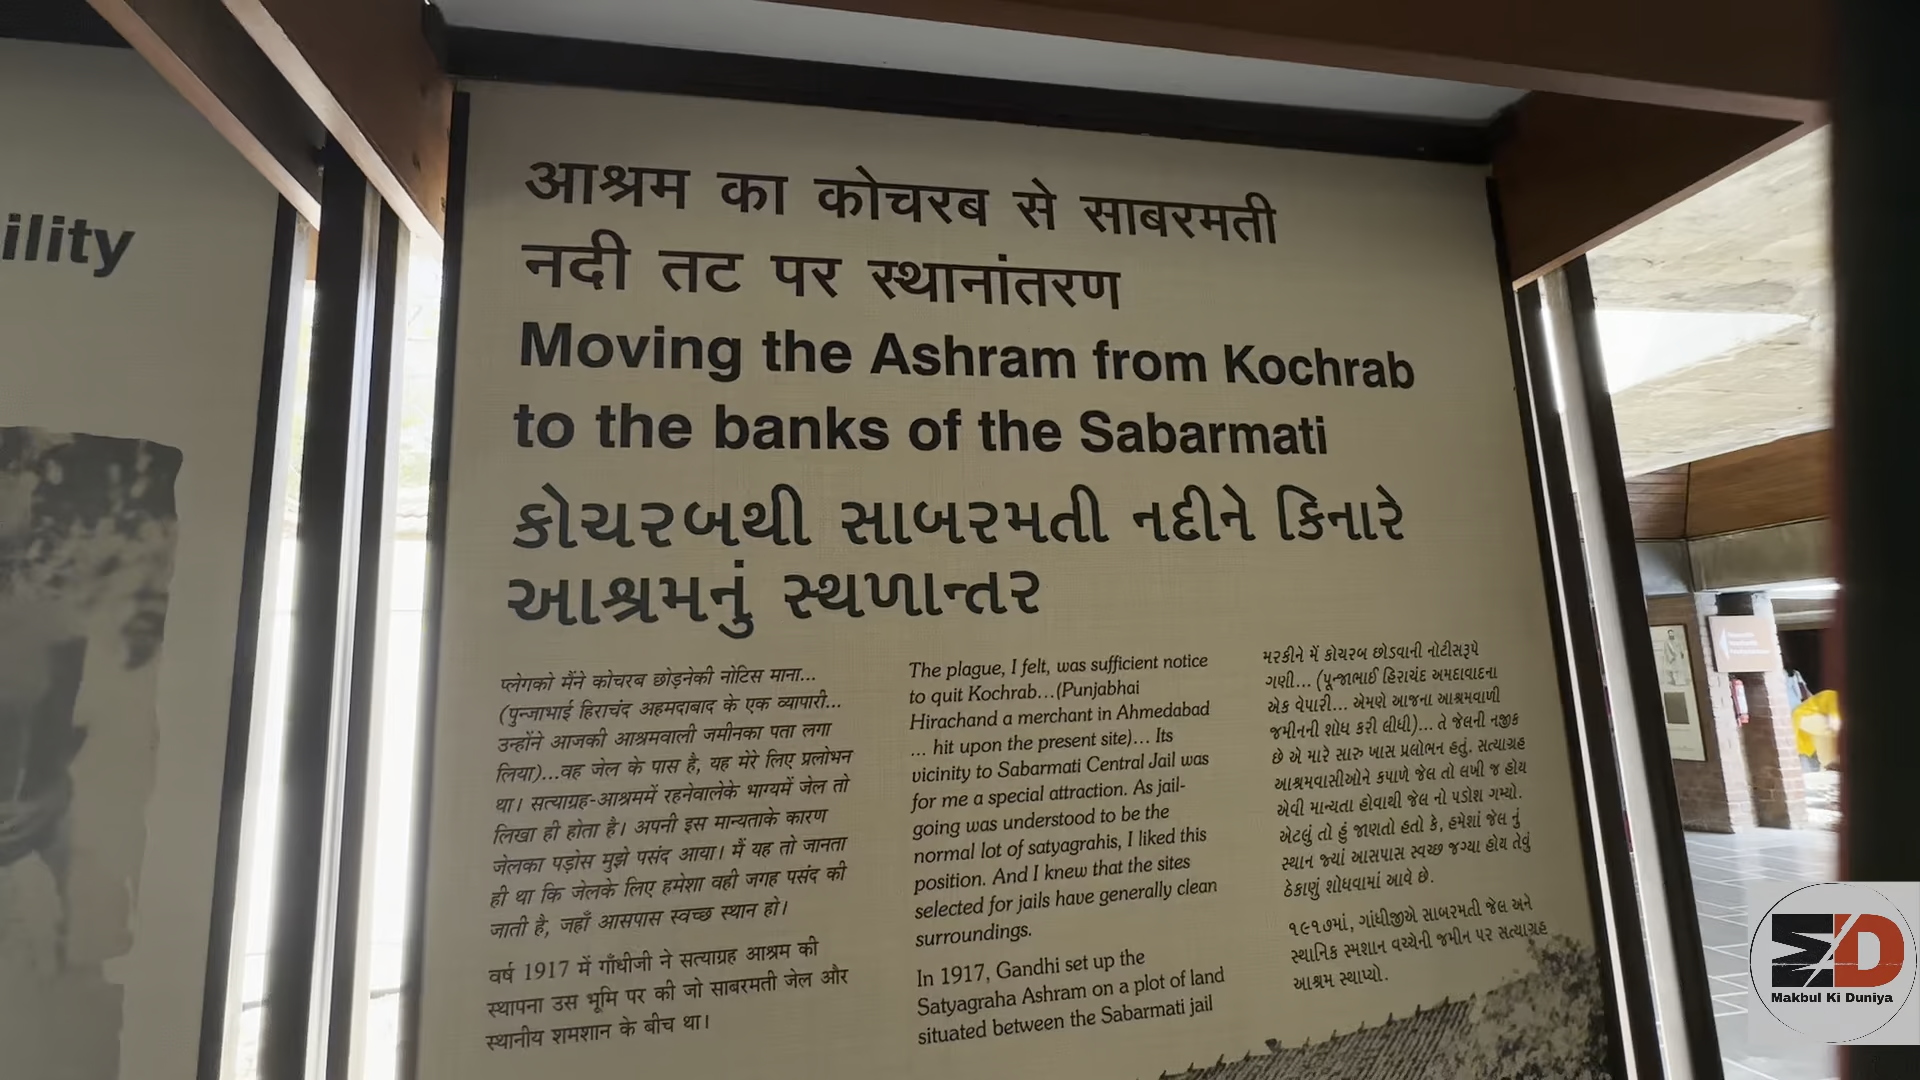 ility
आश्रम का कोचरब से साबरमती
नदी तट पर स्थानांतरण
Moving the Ashram from Kochrab
to the banks of the Sabarmati
કોચરબથી સાબરમતી નદીને કિનારે
આશ્રમનું સ્થળાન્તર
प्लेगको मैंने कोचरब छोड़नेकी नोटिस माना...
(पुन्जाभाई हिराचंद अहमदाबाद के एक व्यापारी...
उन्होंने आजकी आश्रमवाली जमीनका पता लगा
लिया)...वह जेल के पास है, यह मेरे लिए प्रलोभन
था। सत्याग्रह-आश्रममें रहनेवालेके भाग्यमें जेल तो
लिखा ही होता है। अपनी इस मान्यताके कारण
जेलका पड़ोस मुझे पसंद आया। मैं यह तो जानता
ही था कि जेलके लिए हमेशा वही जगह पसंद की
जाती है, जहाँ आसपास स्वच्छ स्थान हो।
वर्ष 1917 में गाँधीजी ने सत्याग्रह आश्रम की
स्थापना उस भूमि पर की जो साबरमती जेल और
स्थानीय शमशान के बीच था।
The plague, I felt, was sufficient notice
to quit Kochrab...(Punjabhai
Hirachand a merchant in Ahmedabad
... hit upon the present site)... Its
vicinity to Sabarmati Central Jail was
for me a special attraction. As jail-
going was understood to be the
normal lot of satyagrahis, I liked this
position. And I knew that the sites
selected for jails have generally clean
surroundings.
In 1917, Gandhi set up the
Satyagraha Ashram on a plot of land
situated between the Sabarmati jail
મરકીને મેં કોચરબ છોડવાની નોટીસરૂપે
ગણી... (પૂન્જાભાઈ હિરાચંદ અમદાવાદના
એક વેપારી... એમણે આજના આશ્રમવાળી
જમીનની શોધ કરી લીધી)... તે જેલની નજીક
છે એ મારે સારુ ખાસ પ્રલોભન હતું. સત્યાગ્રહ
આશ્રમવાસીઓને કપાળે જેલ તો લખી જ હોય
એવી માન્યતા હોવાથી જેલ નો પડોશ ગમ્યો.
એટલું તો હું જાણતો હતો કે, હમેશાં જેલ નું
સ્થાન જ્યાં આસપાસ સ્વચ્છ જગ્યા હોય તેવું
ઠેકાણું શોધવામાં આવે છે.
૧૯૧૭માં, ગાંધીજીએ સાબરમતી જેલ અને
સ્થાનિક સ્મશાન વચ્ચેની જમીન પર સત્યાગ્રહ
આશ્રમ સ્થાપ્યો.
MD
Makbul Ki Duniya